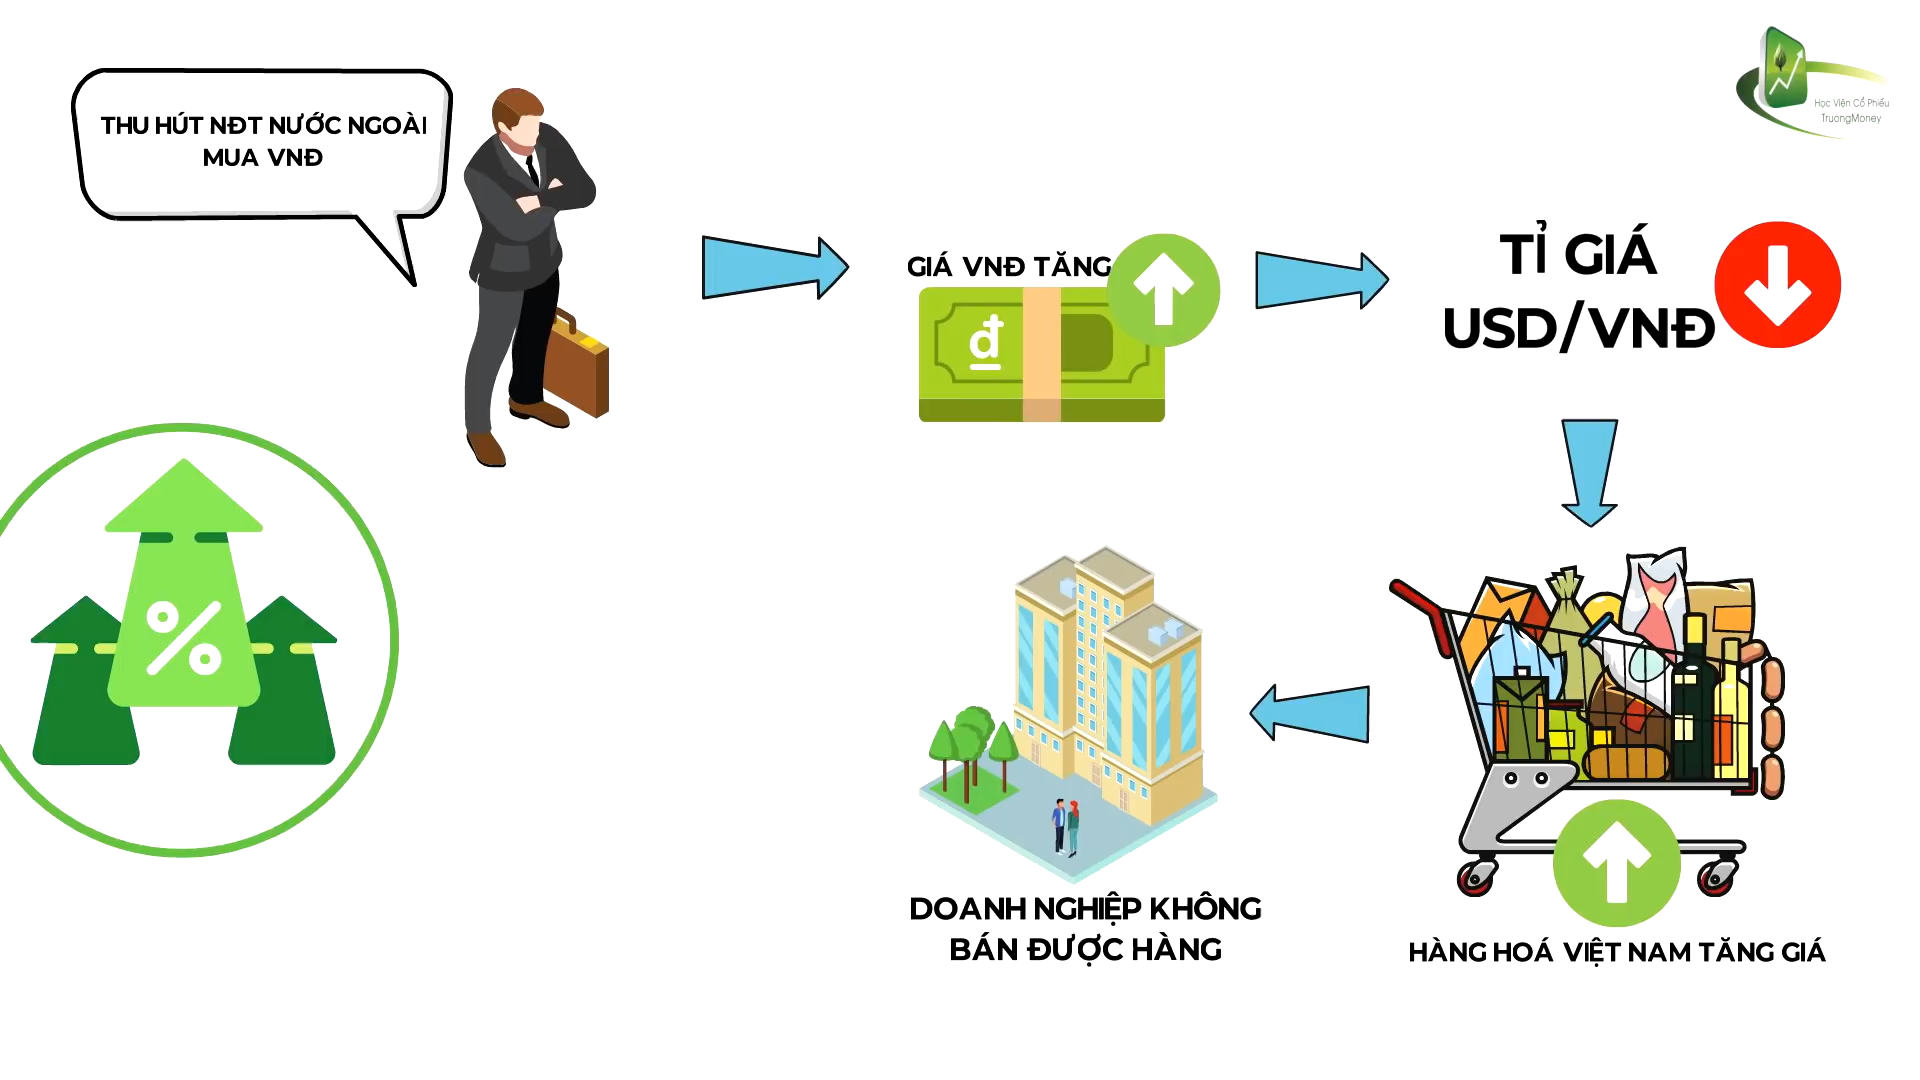 THU HÚT NĐT NƯỚC NGOÀI
MUA VNĐ
Học Viện Cổ Phiếu
TruongMoney
GIÁ VNĐ TĂNG
đ
TỈ GIÁ
USD/VNĐ
%
DOANH NGHIỆP KHÔNG
BÁN ĐƯỢC HÀNG
HÀNG HOÁ VIỆT NAM TĂNG GIÁ